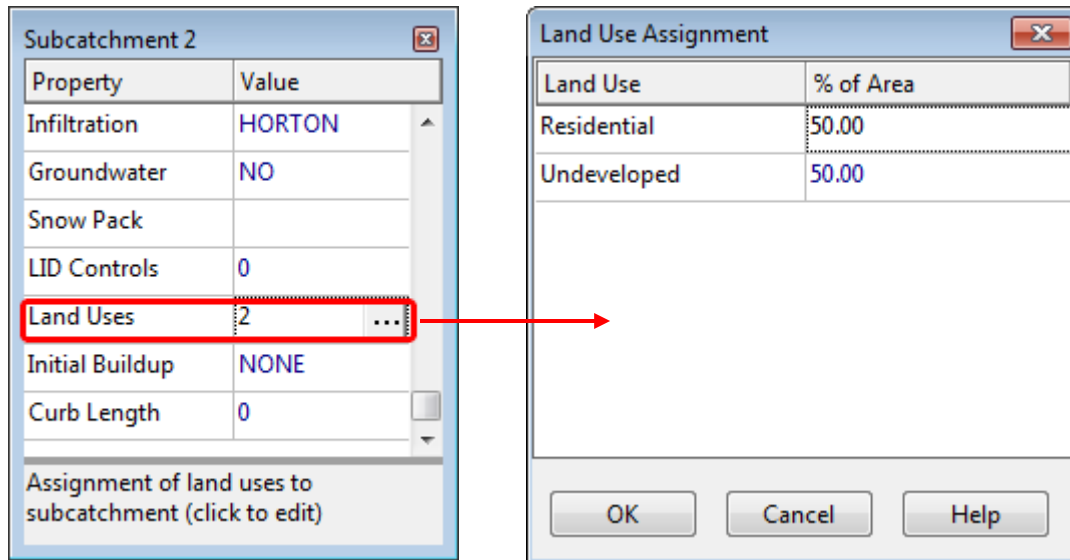 Subcatchment 2
Property Value
Infiltration HORTON
Groundwater NO
Snow Pack
LID Controls 0
Land Uses 2 ...
Initial Buildup NONE
Curb Length 0
Assignment of land uses to
subcatchment (click to edit)
Land Use Assignment
Land Use % of Area
Residential 50.00
Undeveloped 50.00
OK Cancel Help